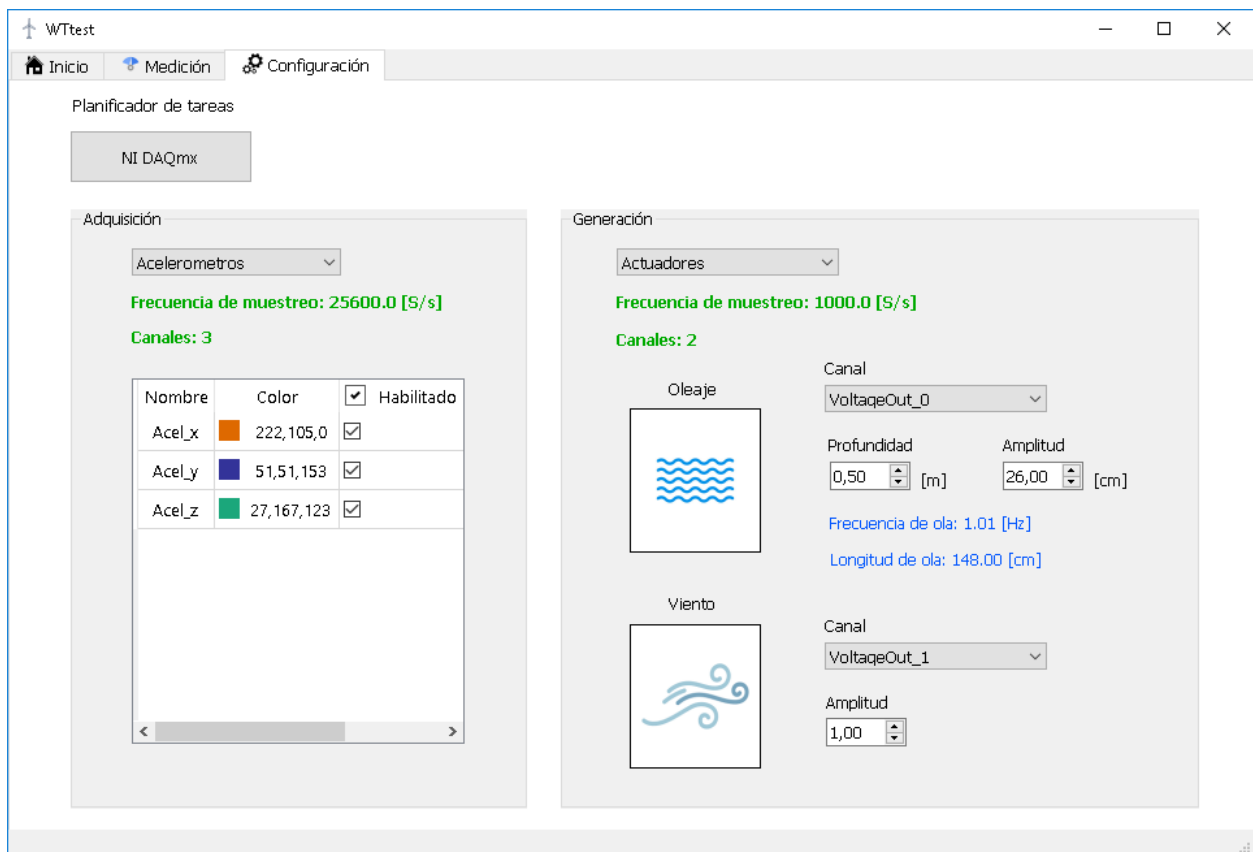 WTtest
Inicio Medición Configuración
Planificador de tareas
NI DAQmx
Adquisición
Acelerometros
Frecuencia de muestreo: 25600.0 [S/s]
Canales: 3
Nombre Color Habilitado
Acel_x 222,105,0
Acel_y 51,51,153
Acel_z 27,167,123
Generación
Actuadores
Frecuencia de muestreo: 1000.0 [S/s]
Canales: 2
Oleaje
Canal
VoltageOut_0
Profundidad Amplitud
0,50 [m] 26,00 [cm]
Frecuencia de ola: 1.01 [Hz]
Longitud de ola: 148.00 [cm]
Viento
Canal
VoltageOut_1
Amplitud
1,00